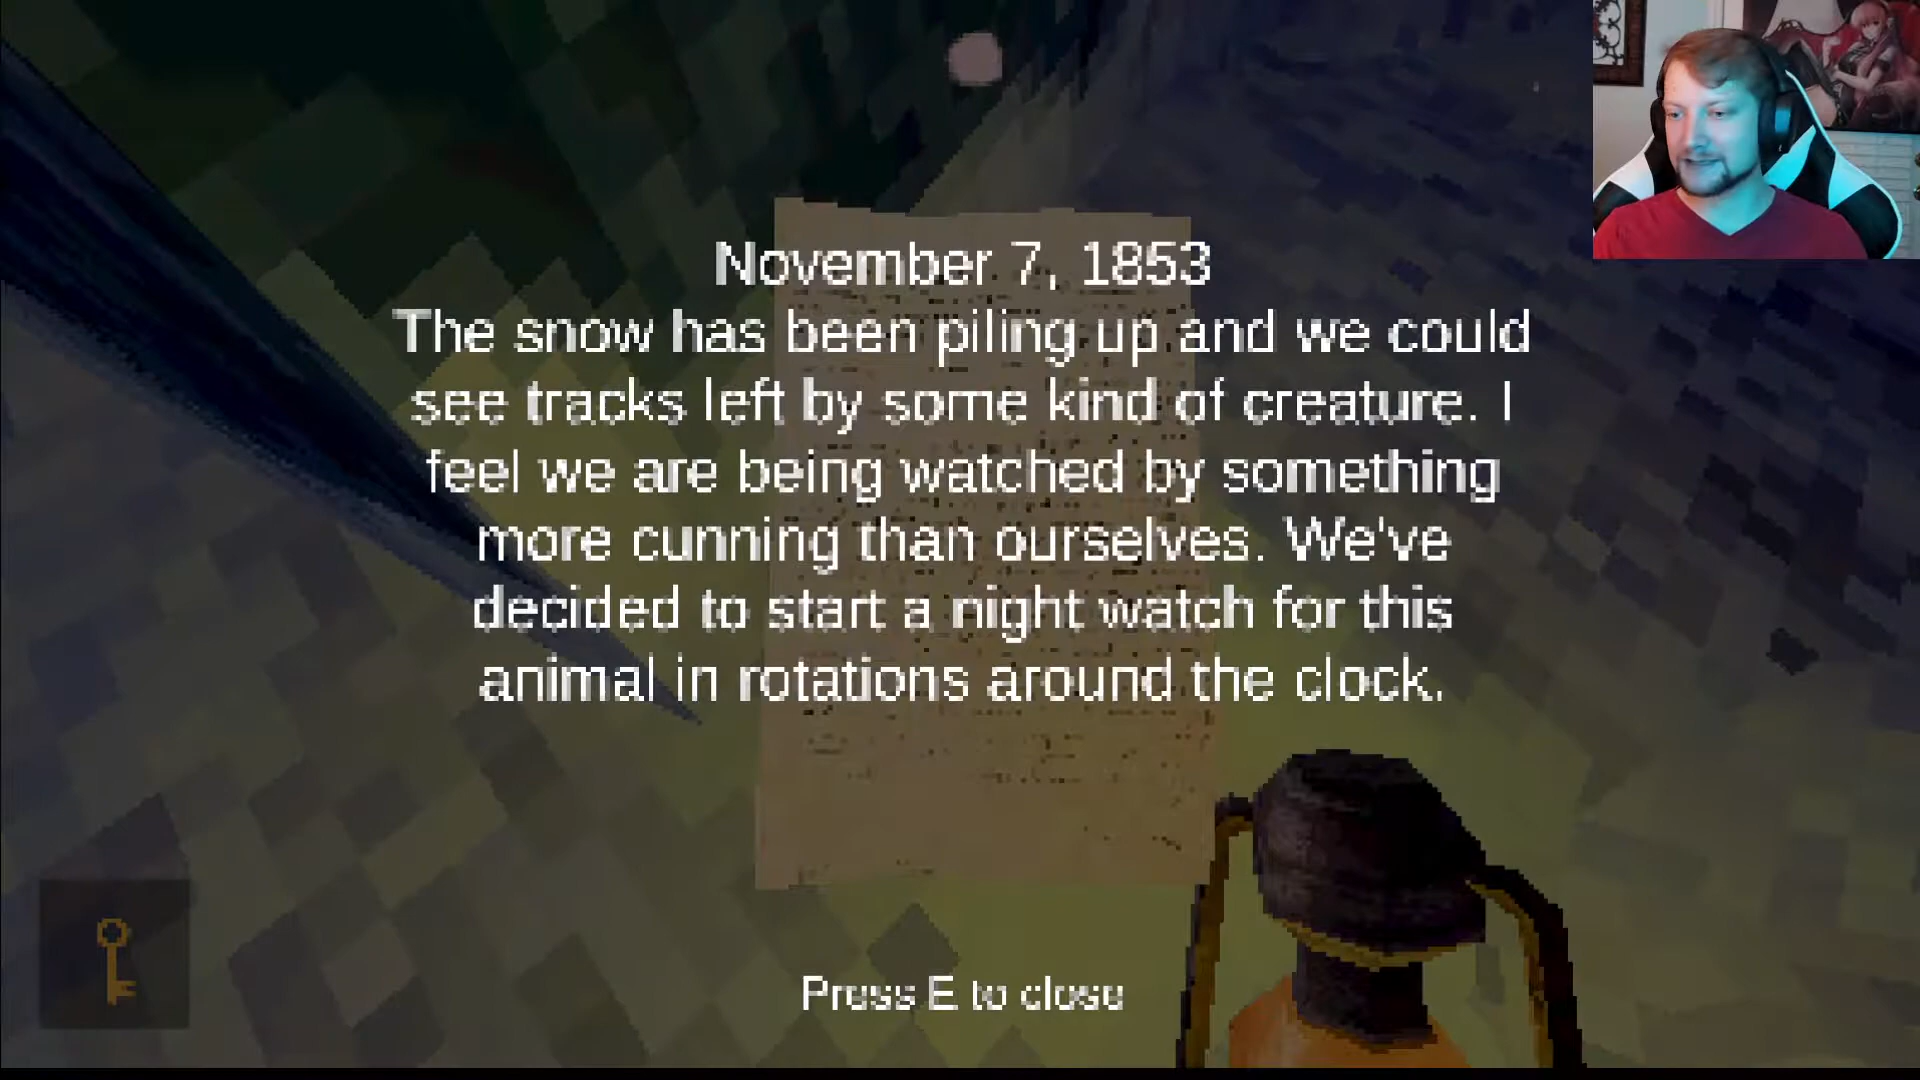 November 7, 1853
The snow has been piling up and we could
see tracks left by some kind of creature. I
feel we are being watched by something
more cunning than ourselves. We've
decided to start a night watch for this
animal in rotations around the clock.
Press E to close